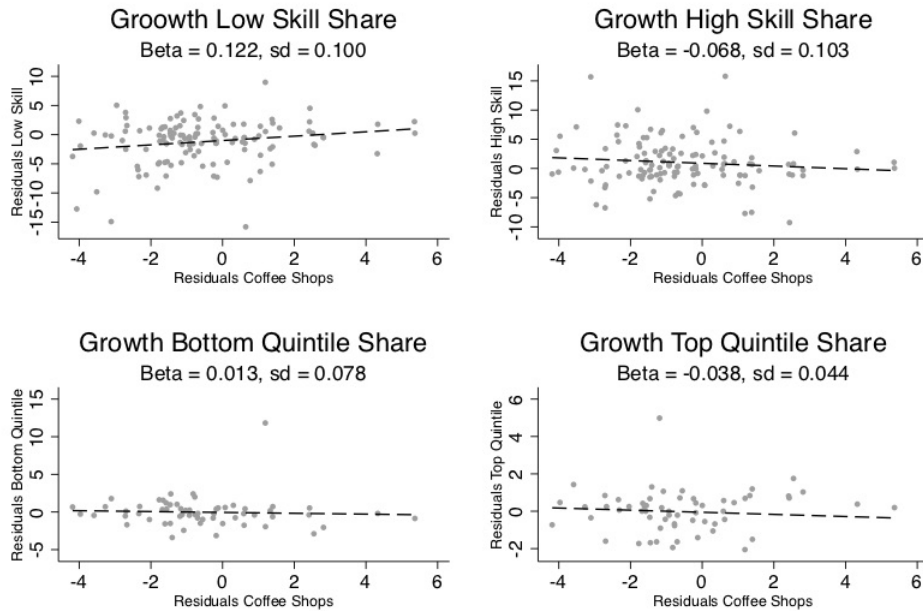 Groowth Low Skill Share
Beta = 0.122, sd = 0.100
Residuals Low Skill
10
5
0
-5
-10
-15
-4
-2
0
2
4
6
Residuals Coffee Shops
Growth High Skill Share
Beta = -0.068, sd = 0.103
Residuals High Skill
15
10
5
0
-5
-10
-4
-2
0
2
4
6
Residuals Coffee Shops
Growth Bottom Quintile Share
Beta = 0.013, sd = 0.078
Residuals Bottom Quintile
15
10
5
0
-5
-4
-2
0
2
4
6
Residuals Coffee Shops
Growth Top Quintile Share
Beta = -0.038, sd = 0.044
Residuals Top Quintile
6
4
2
0
-2
-4
-2
0
2
4
6
Residuals Coffee Shops